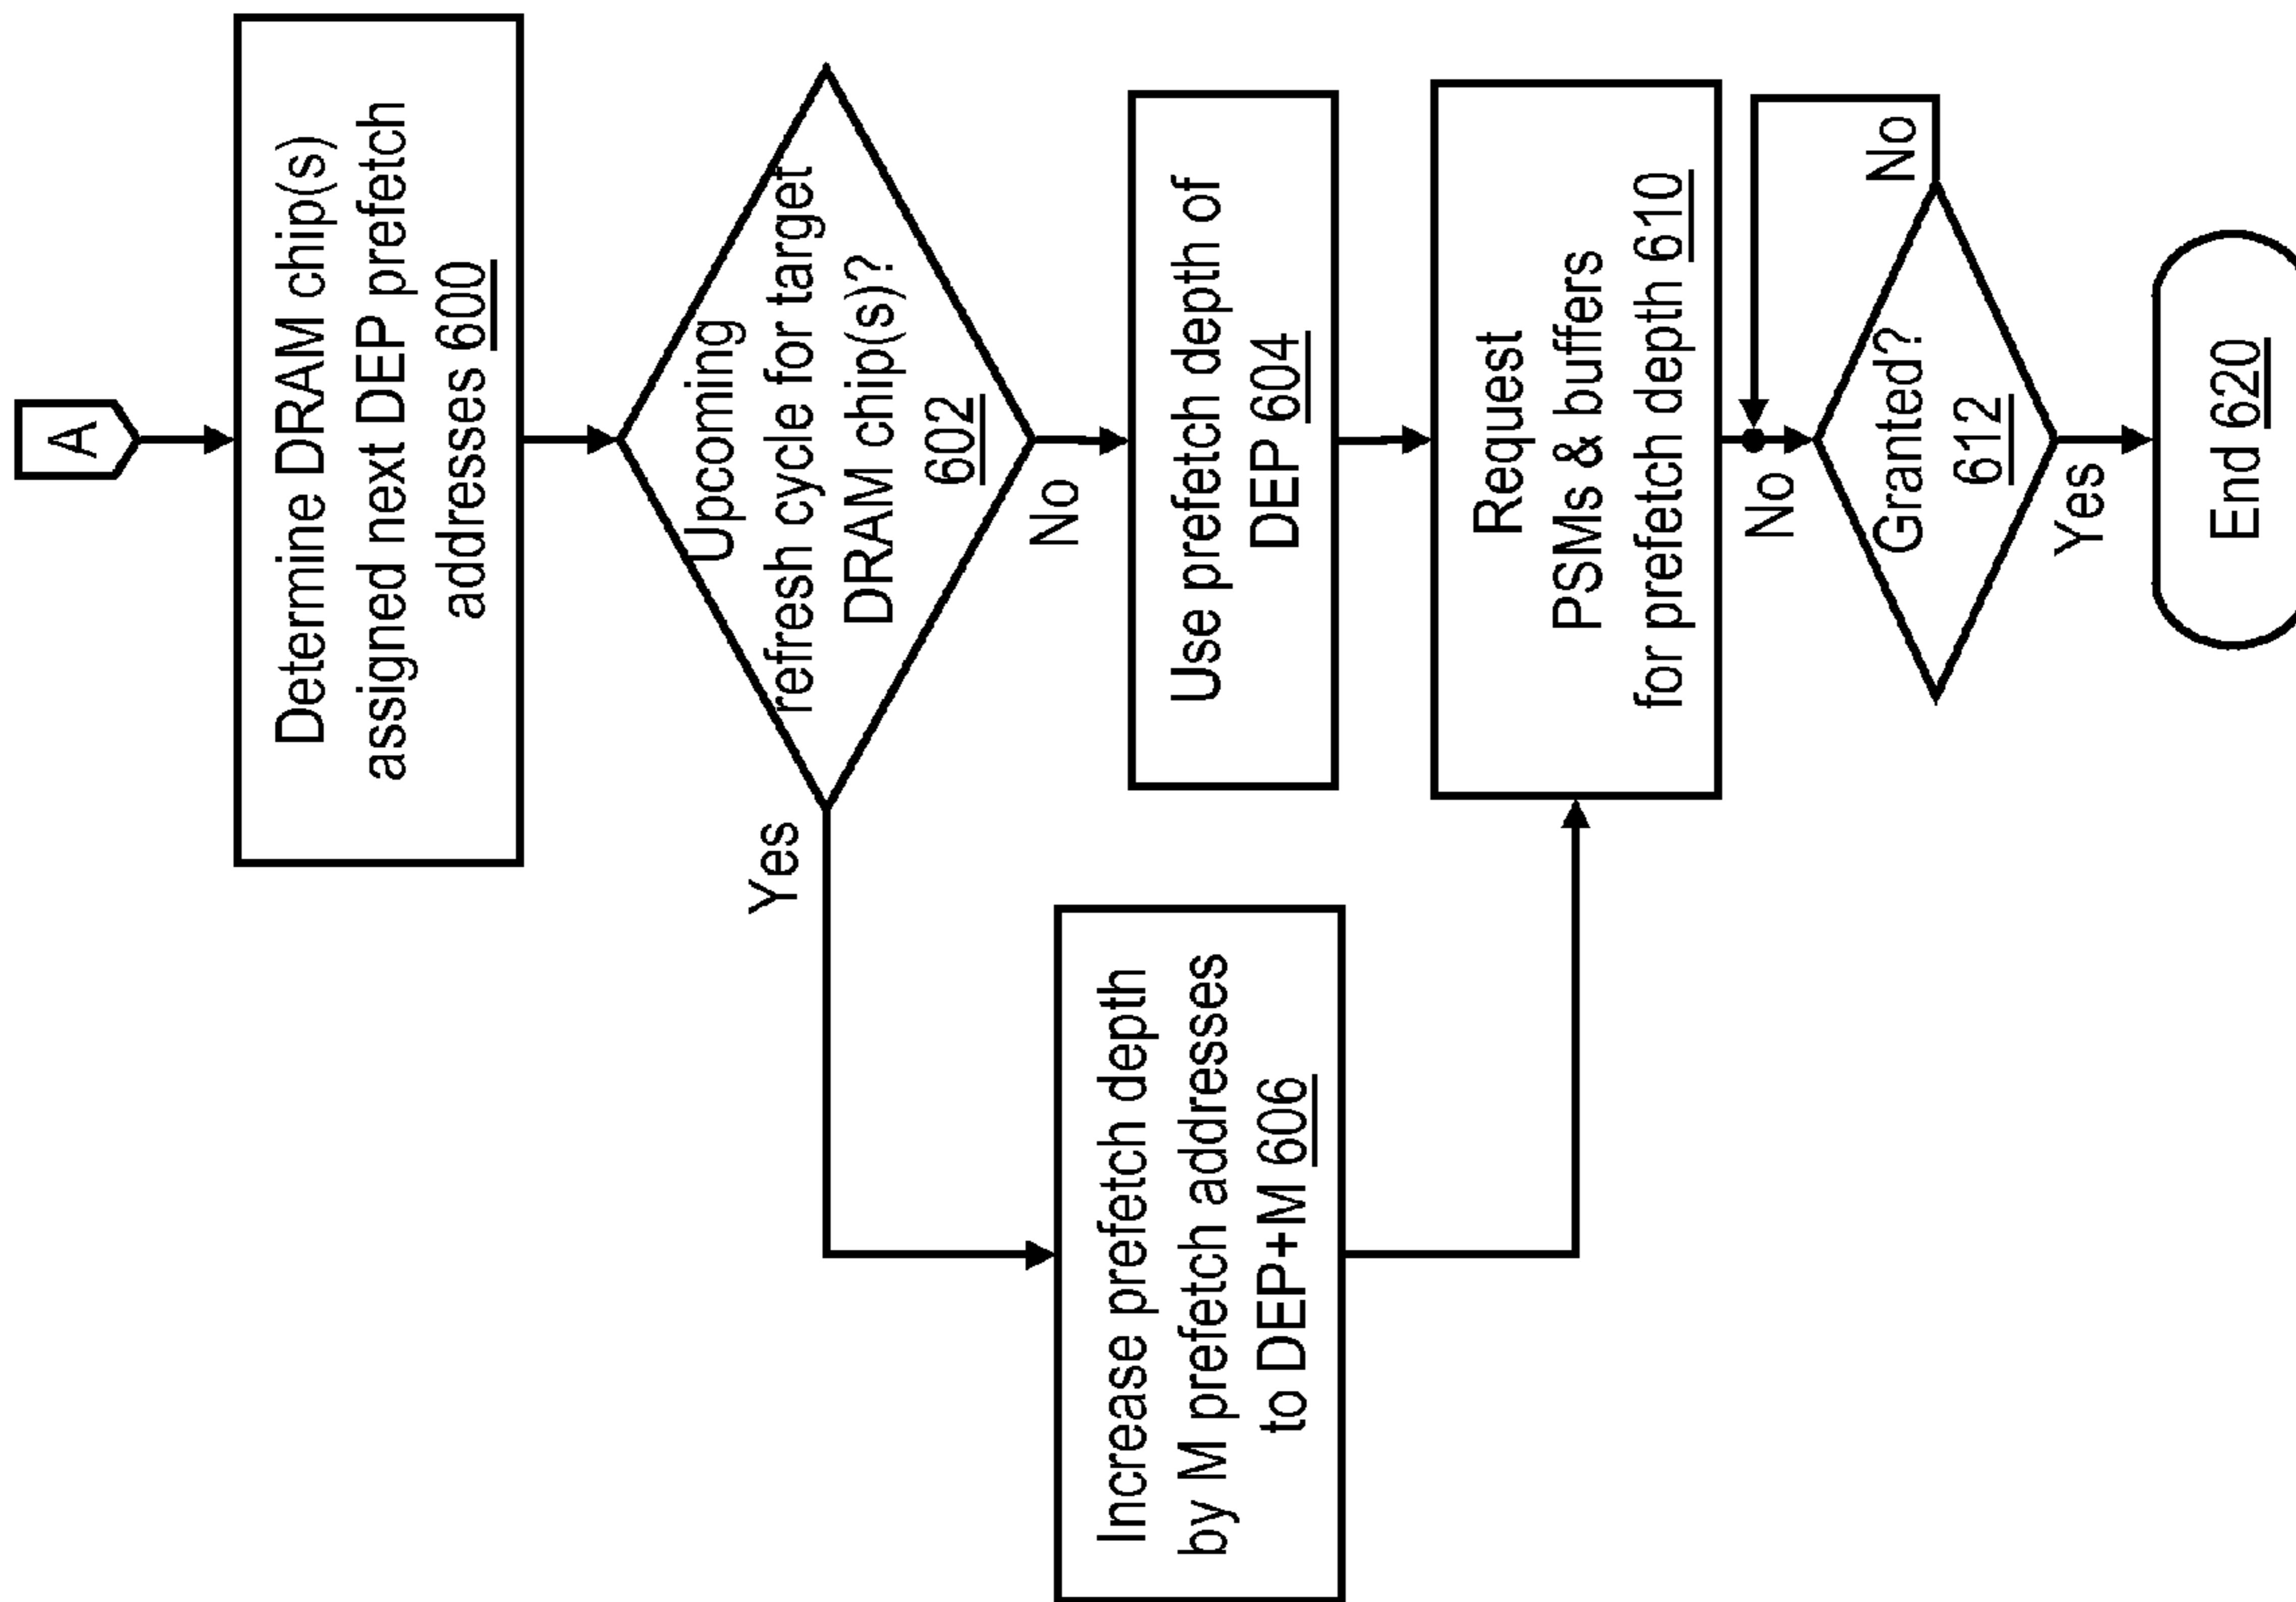 A
Determine DRAM chip(s)
assigned next DEP prefetch
addresses 600
Upcoming
refresh cycle for target
DRAM chip(s)?
602
Yes
No
Increase prefetch depth
by M prefetch addresses
to DEP+M 606
Use prefetch depth of
DEP 604
Request
PSMs & buffers
for prefetch depth 610
No
Granted?
612
No
Yes
End 620